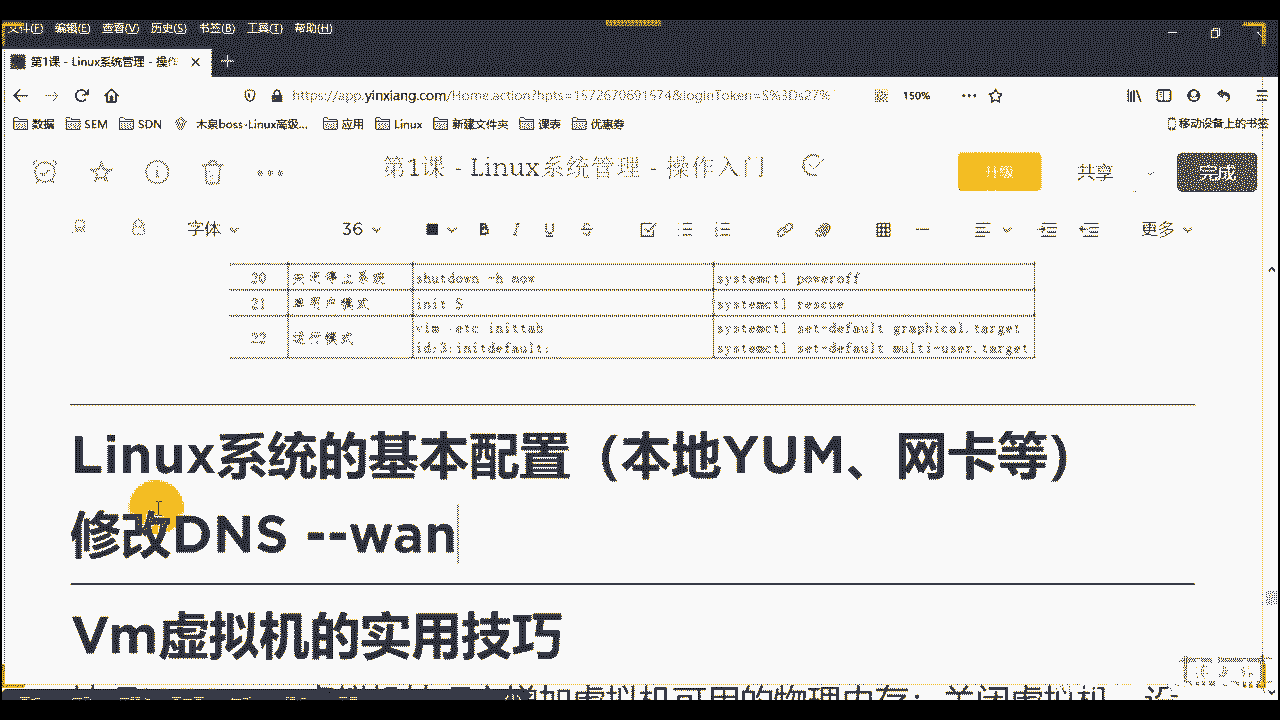 文件(F) 编辑(E) 查看(V) 历史(S) 书签(B) 工具(T) 帮助(H)
第1课 - Linux系统管理 - 操作
https://app.yinxiang.com/Home.action?hpts=1572670691574&loginToken=S%3Ds27% 150%
数据 SEM SDN 木泉boss-Linux高级... 应用 Linux 新建文件夹 课表 优惠券 移动设备上的书签
第1课 - Linux系统管理 - 操作入门 升级 共享 完成
字体 36 B I U S 更多
20 shutdown -h now systemctl poweroff
21 单用户模式 init S systemctl rescue
22 运行模式 vim /etc/inittab systemctl set-default graphical.target
id:3:initdefault: systemctl set-default multi-user.target
Linux系统的基本配置（本地YUM、网卡等）
修改DNS --wan
Vm虚拟机的实用技巧
增加虚拟机可用的物理内存：关闭虚拟机